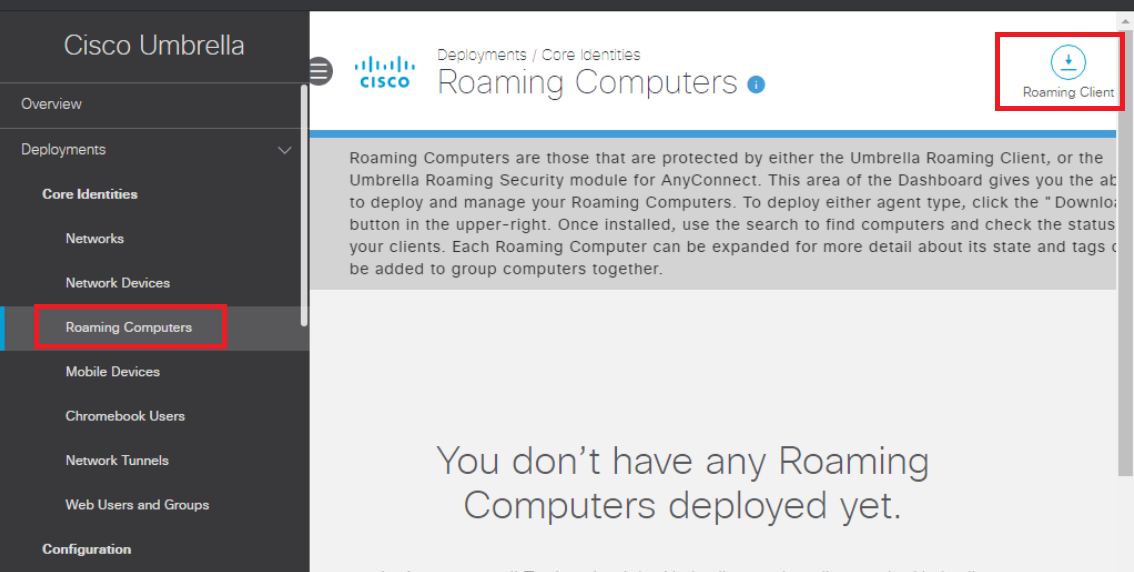 Cisco Umbrella
Overview
Deployments
Core Identities
Networks
Network Devices
Roaming Computers
Mobile Devices
Chromebook Users
Network Tunnels
Web Users and Groups
Configuration
CISCO
Deployments / Core Identities
Roaming Computers
Roaming Client
Roaming Computers are those that are protected by either the Umbrella Roaming Client, or the
Umbrella Roaming Security module for AnyConnect. This area of the Dashboard gives you the ab
to deploy and manage your Roaming Computers. To deploy either agent type, click the "Downloa
button in the upper-right. Once installed, use the search to find computers and check the status
your clients. Each Roaming Computer can be expanded for more detail about its state and tags c
be added to group computers together.
You don't have any Roaming
Computers deployed yet.